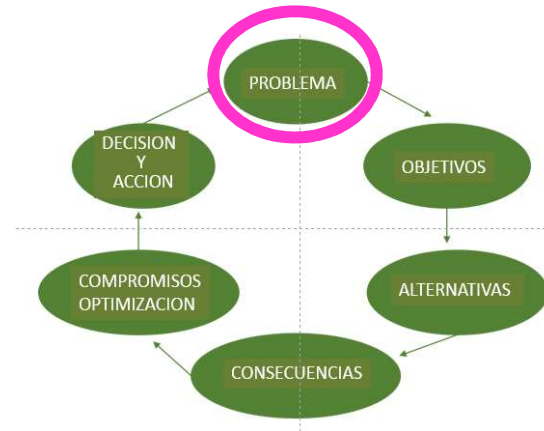 PROBLEMA
OBJETIVOS
ALTERNATIVAS
CONSECUENCIAS
COMPROMISOS
OPTIMIZACION
DECISION
Y
ACCION